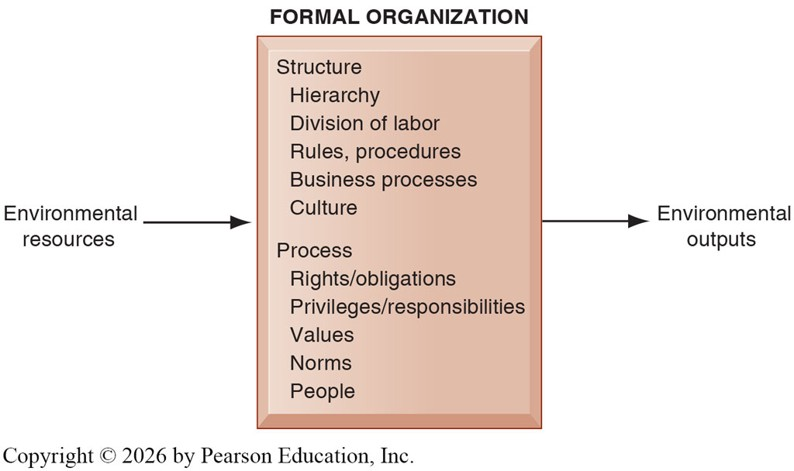 FORMAL ORGANIZATION
Structure
Hierarchy
Division of labor
Rules, procedures
Business processes
Culture
Environmental
resources
Environmental
outputs
Process
Rights/obligations
Privileges/responsibilities
Values
Norms
People
Copyright © 2026 by Pearson Education, Inc.